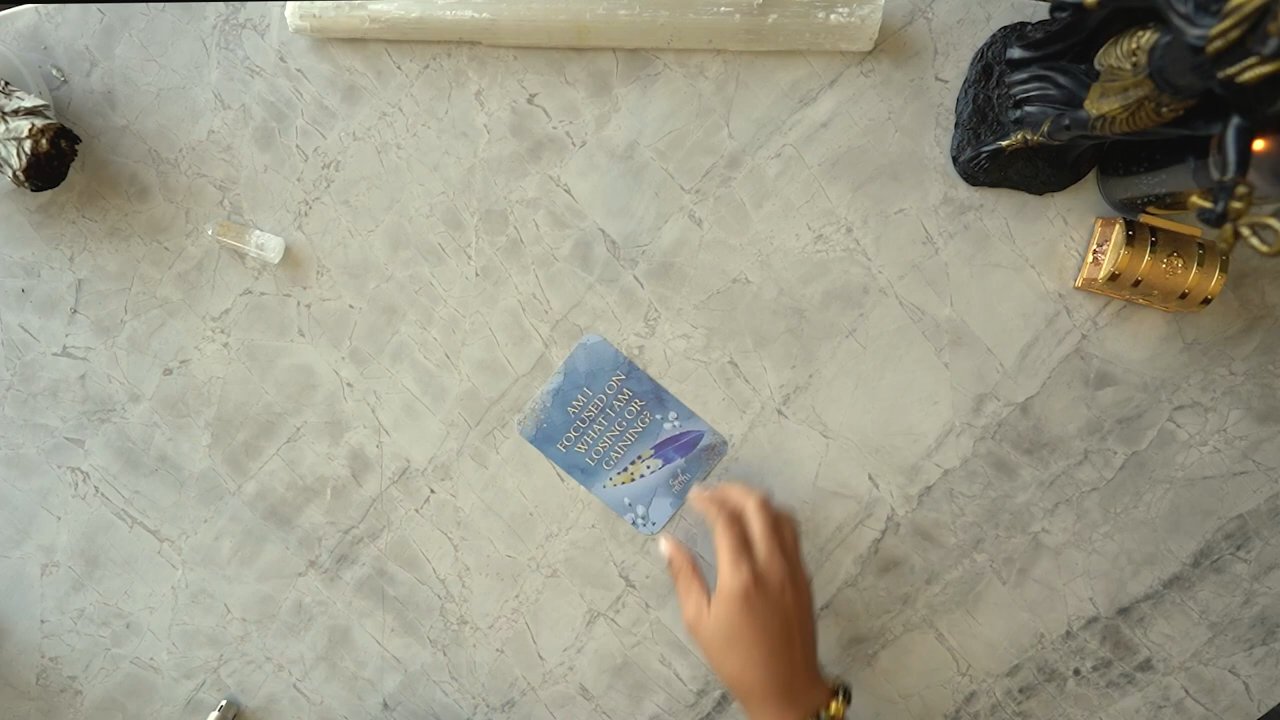 AM I
FOCUSED ON
WHAT I AM
LOSING OR
GAINING?